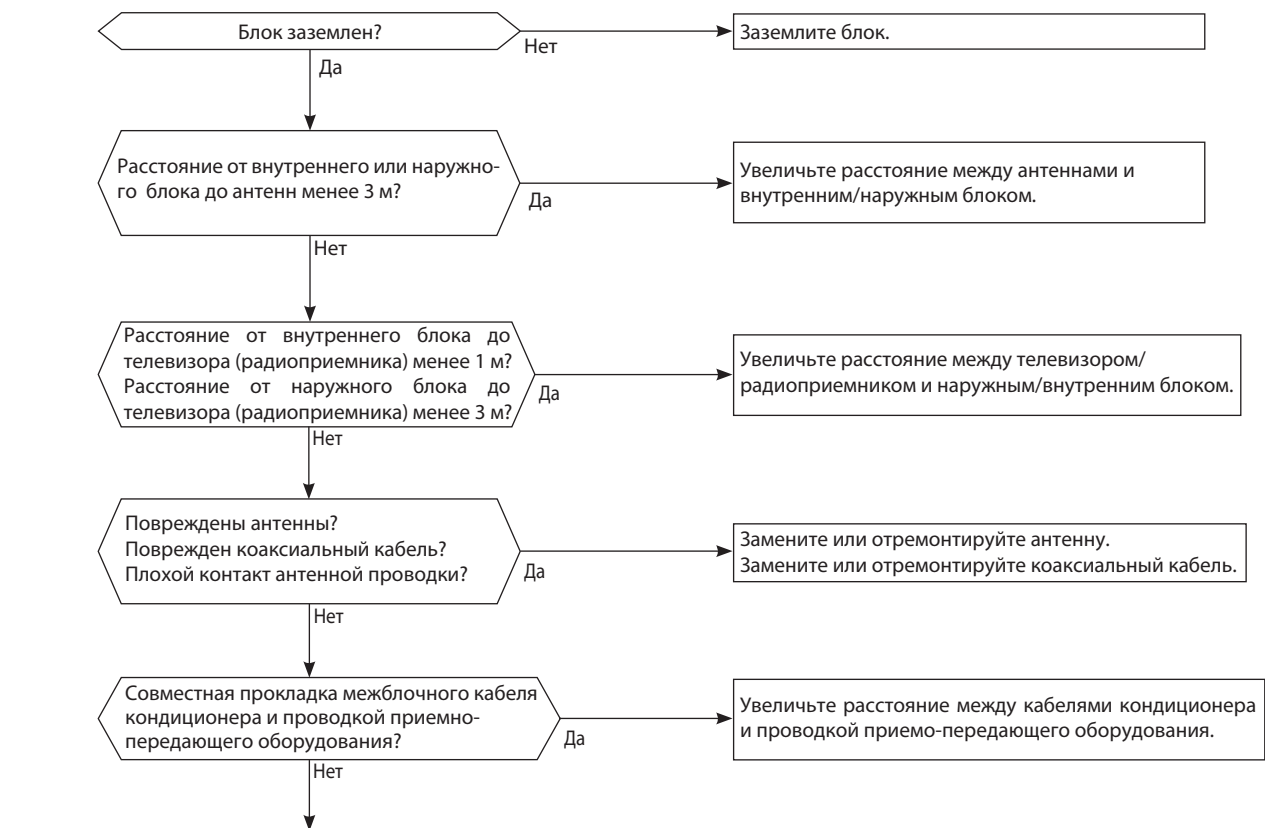 Блок заземлен?
Нет
Заземлите блок.
Да
Расстояние от внутреннего или наружно-
го блока до антенн менее 3 м?
Да
Увеличьте расстояние между антеннами и
внутренним/наружным блоком.
Нет
Расстояние от внутреннего блока до
телевизора (радиоприемника) менее 1 м?
Расстояние от наружного блока до
телевизора (радиоприемника) менее 3 м?
Да
Увеличьте расстояние между телевизором/
радиоприемником и наружным/внутренним блоком.
Нет
Повреждены антенны?
Поврежден коаксиальный кабель?
Плохой контакт антенной проводки?
Да
Замените или отремонтируйте антенну.
Замените или отремонтируйте коаксиальный кабель.
Нет
Совместная прокладка межблочного кабеля
кондиционера и проводкой приемно-
передающего оборудования?
Да
Увеличьте расстояние между кабелями кондиционера
и проводкой приемо-передающего оборудования.
Нет